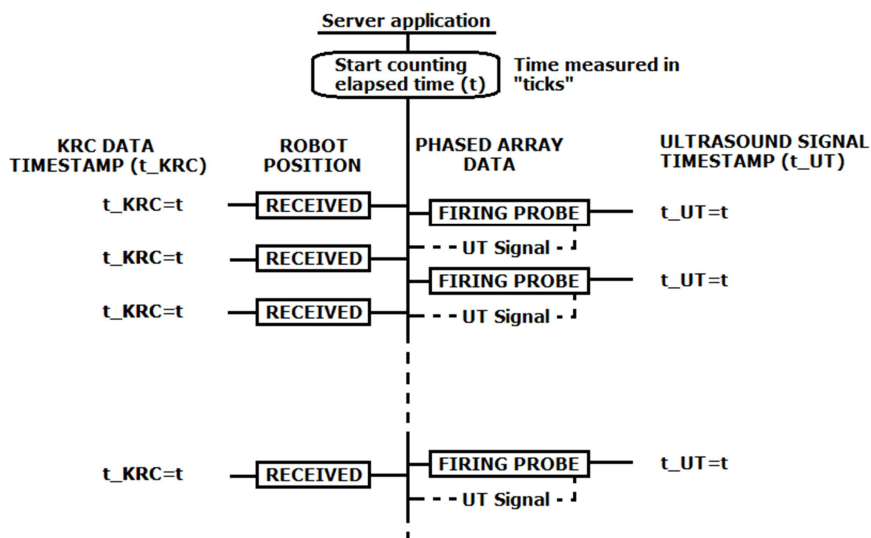 Server application
Start counting
elapsed time (t)
Time measured in
"ticks"
KRC DATA
TIMESTAMP (t_KRC)
ROBOT
POSITION
PHASED ARRAY
DATA
ULTRASOUND SIGNAL
TIMESTAMP (t_UT)
t_KRC=t
RECEIVED
FIRING PROBE
t_UT=t
UT Signal
t_KRC=t
RECEIVED
FIRING PROBE
t_UT=t
t_KRC=t
RECEIVED
UT Signal
t_KRC=t
RECEIVED
FIRING PROBE
t_UT=t
UT Signal